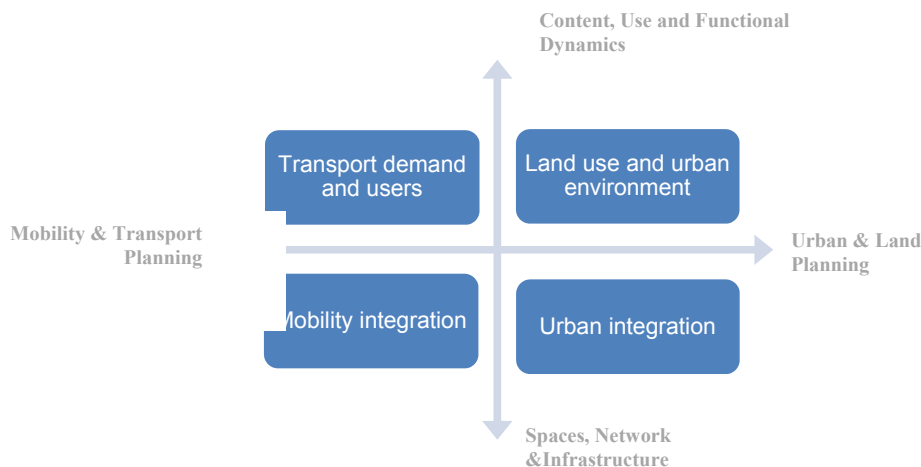 Content, Use and Functional
Dynamics
Transport demand
and users
Land use and urban
environment
Mobility & Transport
Planning
Urban & Land
Planning
Mobility integration
Urban integration
Spaces, Network
&Infrastructure